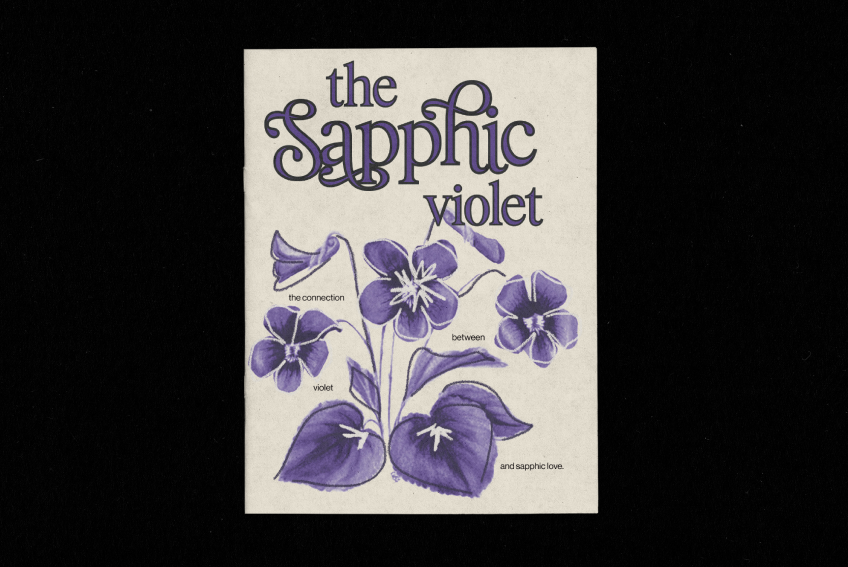 the
Sapphic
violet
the connection
between
violet
and sapphic love.